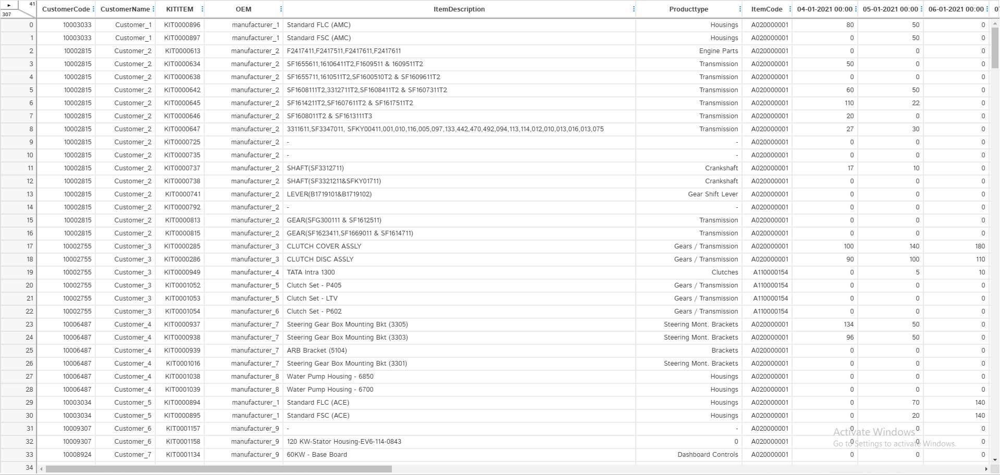 ► 41 CustomerCode CustomerName KITITEM OEM ItemDescription Producttype ItemCode 04-01-2021 00:00 05-01-2021 00:00 06-01-2021 00:00
307
0 10003033 Customer_1 KIT0000896 manufacturer_1 Standard FLC (AMC) Housings A020000001 80 50 0
1 10003033 Customer_1 KIT0000897 manufacturer_1 Standard FSC (AMC) Housings A020000001 0 50 0
2 10002815 Customer_2 KIT0000613 manufacturer_2 F2417411,F2417511,F2417611,F2417611 Engine Parts A020000001 0 0 0
3 10002815 Customer_2 KIT0000634 manufacturer_2 SF1655611,16106411T2,F1609511 & 1609511T2 Transmission A020000001 50 0 0
4 10002815 Customer_2 KIT0000638 manufacturer_2 SF1655711,1610511T2,SF1600510T2 & SF1609611T2 Transmission A020000001 0 0 0
5 10002815 Customer_2 KIT0000642 manufacturer_2 SF1608111T2,3312711T2,SF1608411T2 & SF1607311T2 Transmission A020000001 60 50 0
6 10002815 Customer_2 KIT0000645 manufacturer_2 SF1614211T2,SF1607611T2 & SF1617511T2 Transmission A020000001 110 22 0
7 10002815 Customer_2 KIT0000646 manufacturer_2 SF1608011T2 & SF1613111T3 Transmission A020000001 20 0 0
8 10002815 Customer_2 KIT0000647 manufacturer_2 3311611,SF3347011, SFKY00411,001,010,116,005,097,133,442,470,492,094,113,114,012,010,013,016,013,075 Transmission A020000001 27 30 0
9 10002815 Customer_2 KIT0000725 manufacturer_2 - - A020000001 0 0 0
10 10002815 Customer_2 KIT0000735 manufacturer_2 - - A020000001 0 0 0
11 10002815 Customer_2 KIT0000737 manufacturer_2 SHAFT(SF3312711) Crankshaft A020000001 17 10 0
12 10002815 Customer_2 KIT0000738 manufacturer_2 SHAFT(SF3321211&SFKY01711) Crankshaft A020000001 0 0 0
13 10002815 Customer_2 KIT0000741 manufacturer_2 LEVER(B1719101&B1719102) Gear Shift Lever A020000001 0 0 0
14 10002815 Customer_2 KIT0000792 manufacturer_2 - - A020000001 0 0 0
15 10002815 Customer_2 KIT0000813 manufacturer_2 GEAR(SFG300111 & SF1612511) Transmission A020000001 0 0 0
16 10002815 Customer_2 KIT0000815 manufacturer_2 GEAR(SF1623411,SF1669011 & SF1614711) Transmission A020000001 0 0 0
17 10002755 Customer_3 KIT0000285 manufacturer_3 CLUTCH COVER ASSLY Gears / Transmission A020000001 100 140 180
18 10002755 Customer_3 KIT0000286 manufacturer_3 CLUTCH DISC ASSLY Gears / Transmission A020000001 90 100 110
19 10002755 Customer_3 KIT0000949 manufacturer_4 TATA Intra 1300 Clutches A110000154 0 5 10
20 10002755 Customer_3 KIT0001052 manufacturer_5 Clutch Set - P405 Gears / Transmission A110000154 0 0 0
21 10002755 Customer_3 KIT0001053 manufacturer_5 Clutch Set - LTV Gears / Transmission A110000154 0 0 0
22 10002755 Customer_3 KIT0001054 manufacturer_6 Clutch Set - P602 Gears / Transmission A110000154 0 0 0
23 10006487 Customer_4 KIT0000937 manufacturer_7 Steering Gear Box Mounting Bkt (3305) Steering Mont. Brackets A020000001 134 50 0
24 10006487 Customer_4 KIT0000938 manufacturer_7 Steering Gear Box Mounting Bkt (3303) Steering Mont. Brackets A020000001 96 50 0
25 10006487 Customer_4 KIT0000939 manufacturer_7 ARB Bracket (5104) Brackets A020000001 0 0 0
26 10006487 Customer_4 KIT0001016 manufacturer_7 Steering Gear Box Mounting Bkt (3301) Steering Mont. Brackets A020000001 0 0 0
27 10006487 Customer_4 KIT0001038 manufacturer_8 Water Pump Housing - 6850 Housings A020000001 0 0 0
28 10006487 Customer_4 KIT0001039 manufacturer_8 Water Pump Housing - 6700 Housings A020000001 0 0 0
29 10003034 Customer_5 KIT0000894 manufacturer_1 Standard FLC (ACE) Housings A020000001 0 70 140
30 10003034 Customer_5 KIT0000895 manufacturer_1 Standard FSC (ACE) Housings A020000001 0 20 140
31 10009307 Customer_6 KIT0001157 manufacturer_9 - - A020000001 0 0 0
Activate Windows
32 10009307 Customer_6 KIT0001158 manufacturer_9 120 KW-Stator Housing-EV6-114-0843 0 A020000001 0 0 0
Go to Settings to activate Windows.
33 10008924 Customer_7 KIT0001134 manufacturer_9 60KW - Base Board Dashboard Controls A020000001 0 0 0
34